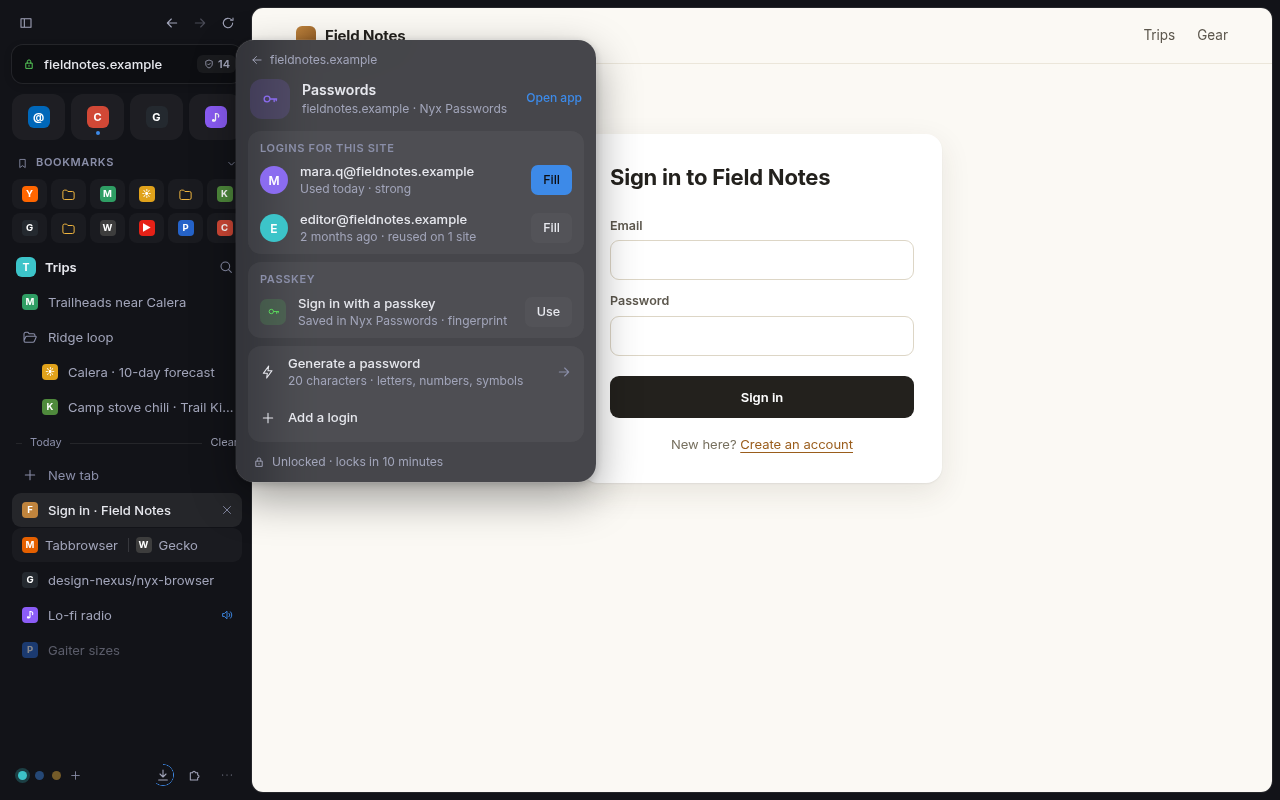 fieldnotes.example
14
@
C
G
BOOKMARKS
Y
M
K
G
W
P
C
T
Trips
M
Trailheads near Calera
Ridge loop
Calera · 10-day forecast
K
Camp stove chili · Trail Ki...
Today
Clear
New tab
F
Sign in · Field Notes
M
Tabbrowser
W
Gecko
G
design-nexus/nyx-browser
Lo-fi radio
P
Gaiter sizes
Field Notes
Trips
Gear
fieldnotes.example
Passwords
fieldnotes.example · Nyx Passwords
Open app
LOGINS FOR THIS SITE
M
mara.q@fieldnotes.example
Used today · strong
Fill
E
editor@fieldnotes.example
2 months ago · reused on 1 site
Fill
PASSKEY
Sign in with a passkey
Saved in Nyx Passwords · fingerprint
Use
Generate a password
20 characters · letters, numbers, symbols
Add a login
Unlocked · locks in 10 minutes
Sign in to Field Notes
Email
Password
Sign in
New here? Create an account